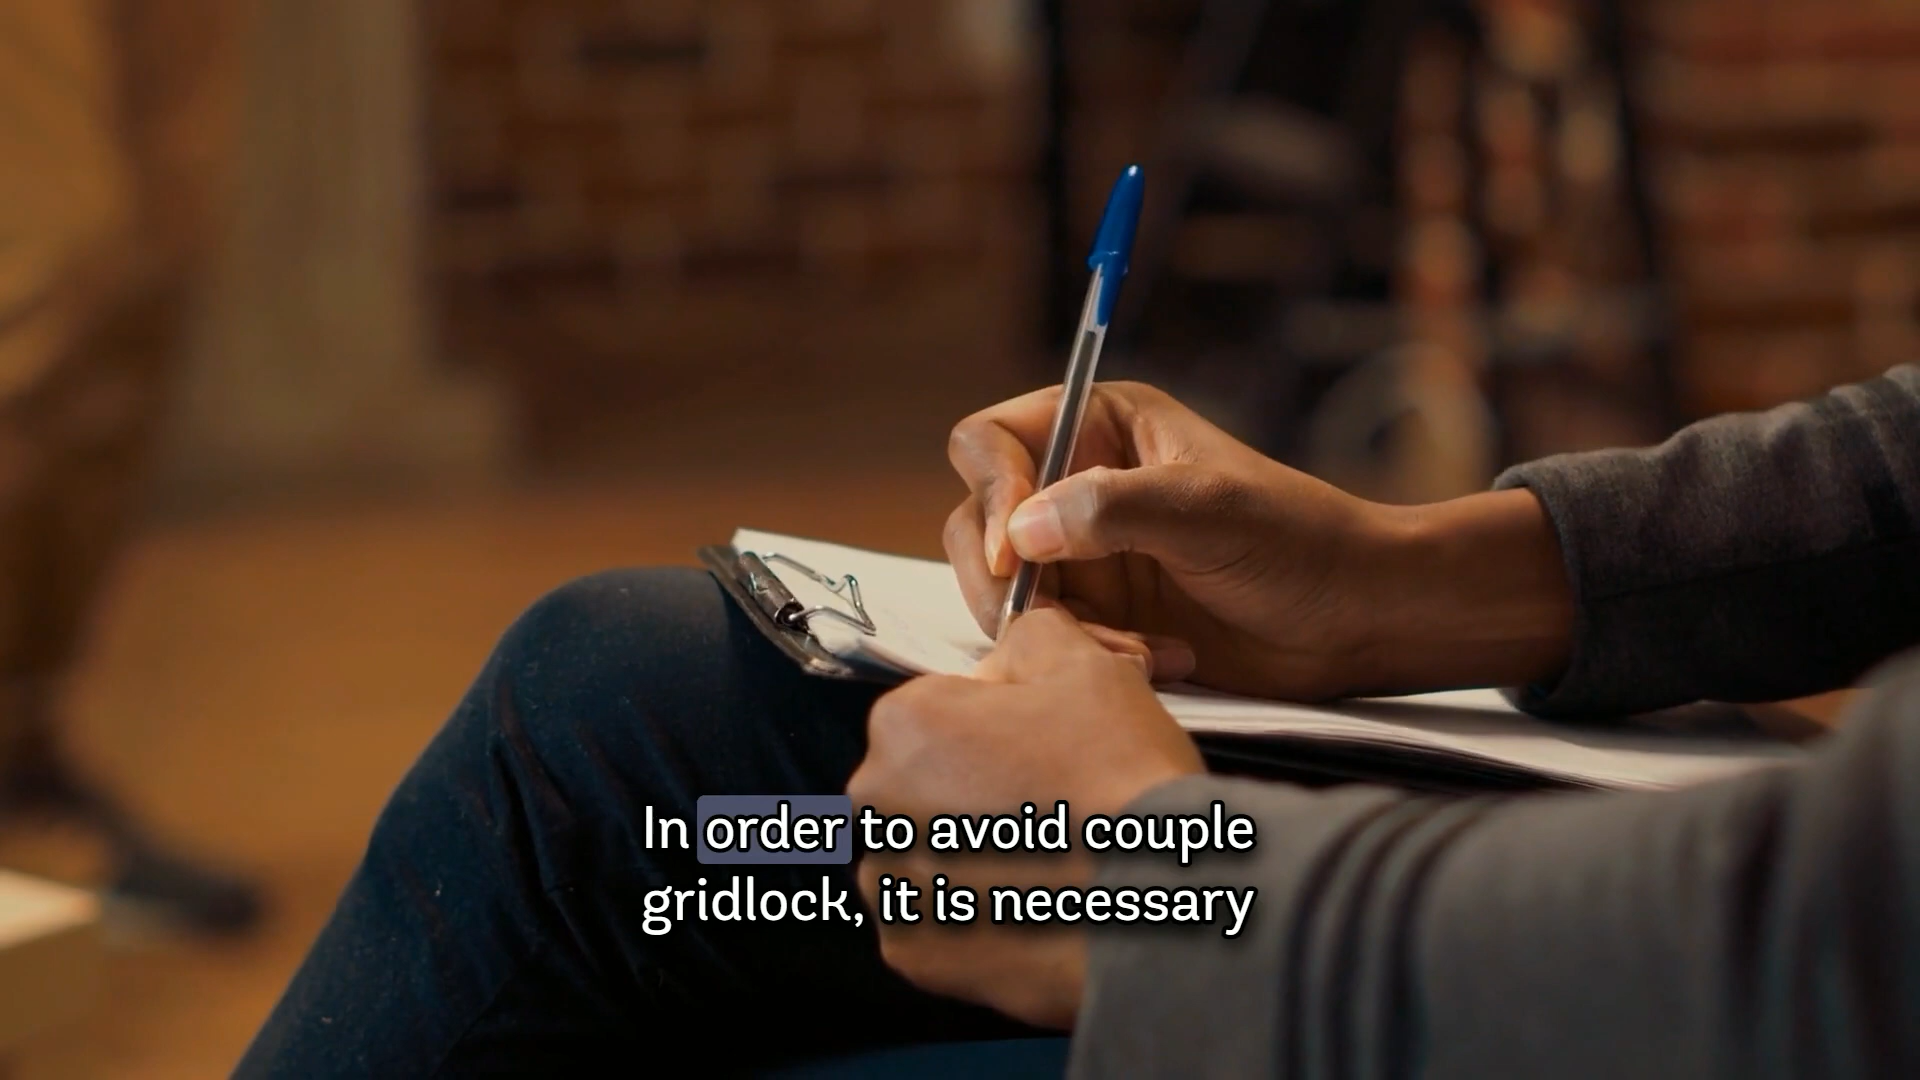 In order to avoid couple
gridlock, it is necessary